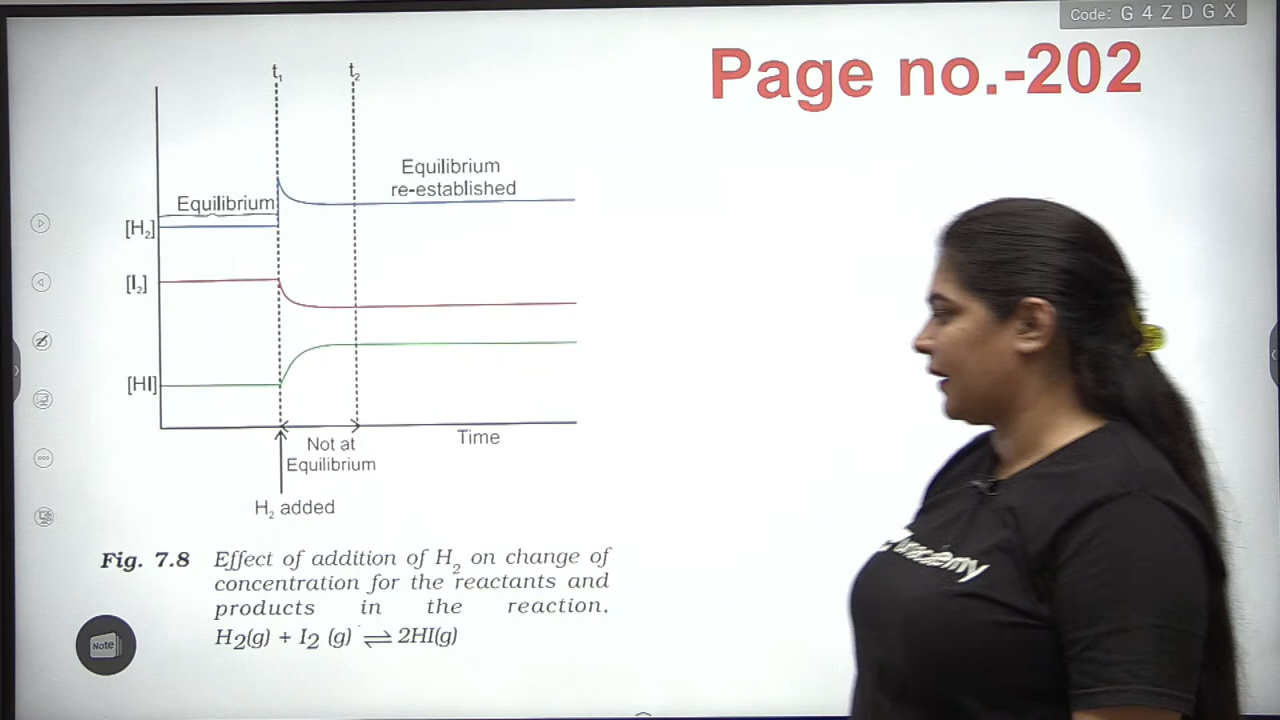 Code: G 4 Z D G X
Page no.-202
t₁ t₂
Equilibrium
re-established
Equilibrium
[H₂]
[I₂]
[HI]
Not at
Equilibrium
Time
H₂ added
Fig. 7.8 Effect of addition of H₂ on change of
concentration for the reactants and
products in the reaction,
H₂(g) + I₂ (g) ⇌ 2HI(g)
Note